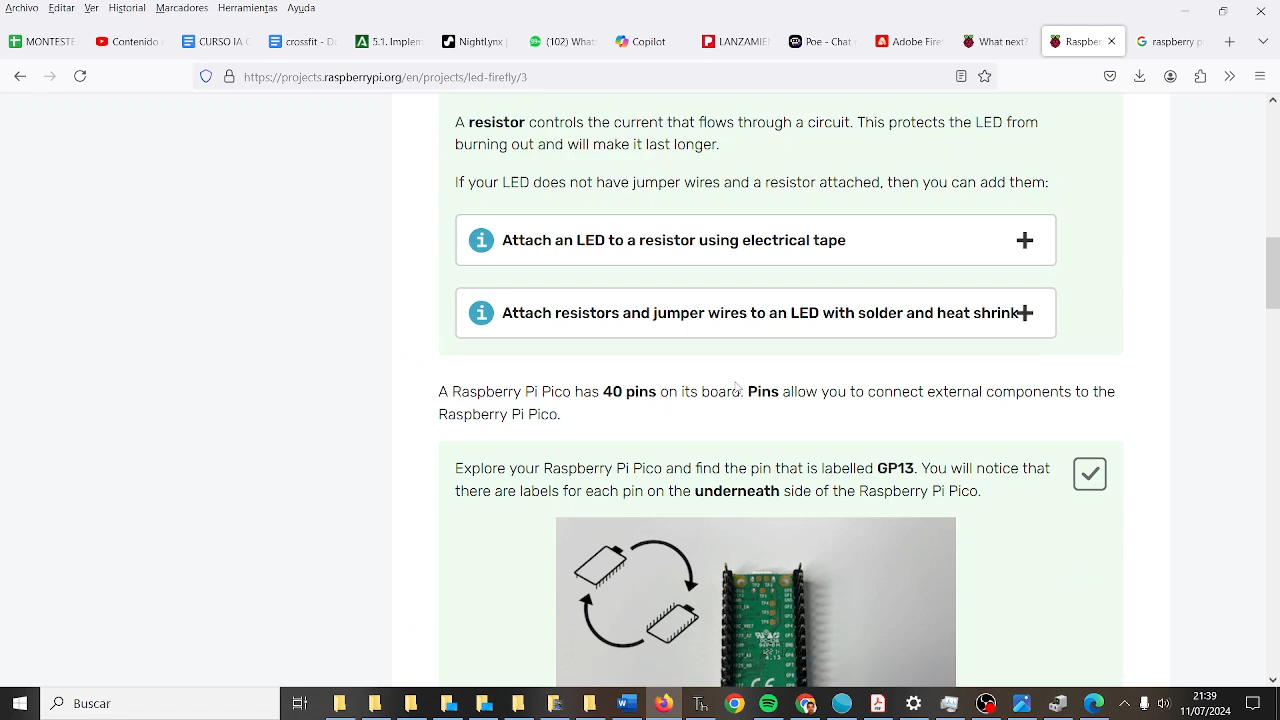 Archivo Editar Ver Historial Marcadores Herramientas Ayuda
MONTESTE
Contenido
CURSO IA C
crossfit - Do
5.1. Implem
NightLynx
(102) What
Copilot
LANZAMIE
Poe - Chat
Adobe Fire
What next?
Raspber
raspberry pi
https://projects.raspberrypi.org/en/projects/led-firefly/3
A resistor controls the current that flows through a circuit. This protects the LED from
burning out and will make it last longer.
If your LED does not have jumper wires and a resistor attached, then you can add them:
Attach an LED to a resistor using electrical tape
Attach resistors and jumper wires to an LED with solder and heat shrink
A Raspberry Pi Pico has 40 pins on its board. Pins allow you to connect external components to the
Raspberry Pi Pico.
Explore your Raspberry Pi Pico and find the pin that is labelled GP13. You will notice that
there are labels for each pin on the underneath side of the Raspberry Pi Pico.
Buscar
21:39
11/07/2024